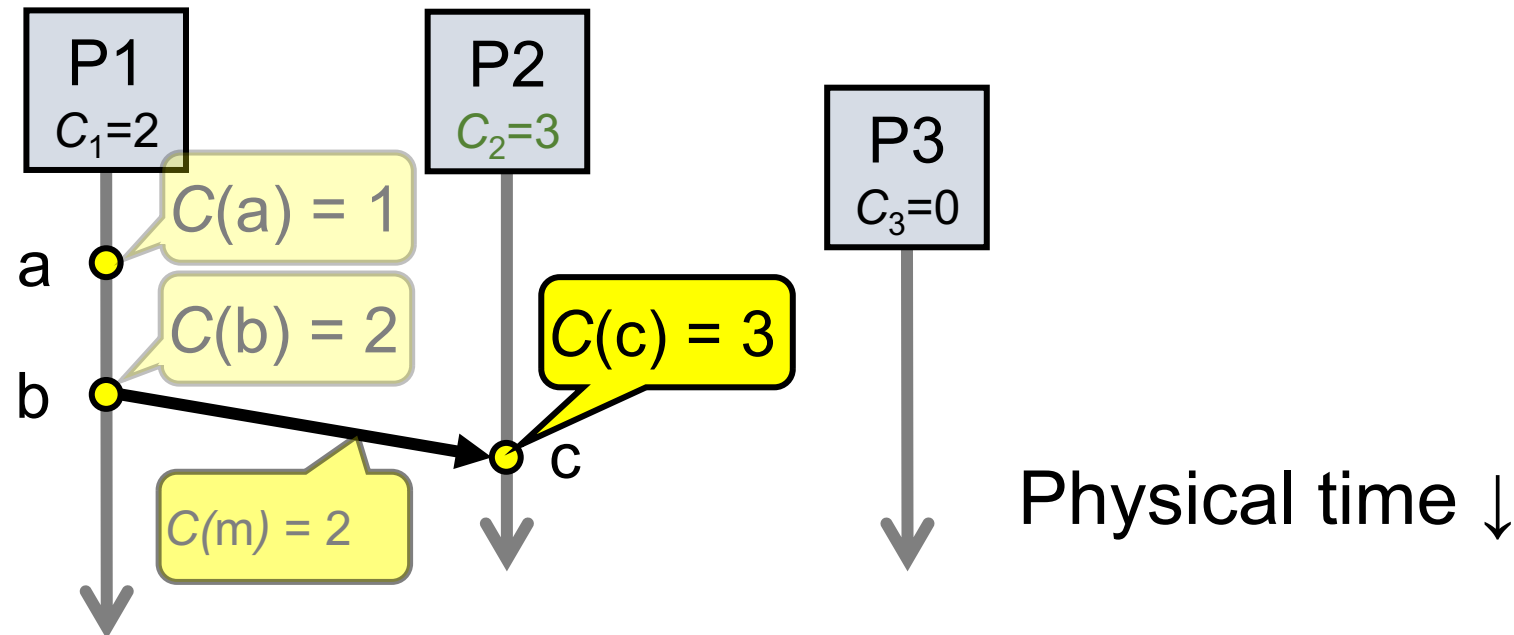 P1
C₁=2
P2
C₂=3
P3
C₃=0
C(a) = 1
a
C(b) = 2
C(c) = 3
b
c
C(m) = 2
Physical time ↓